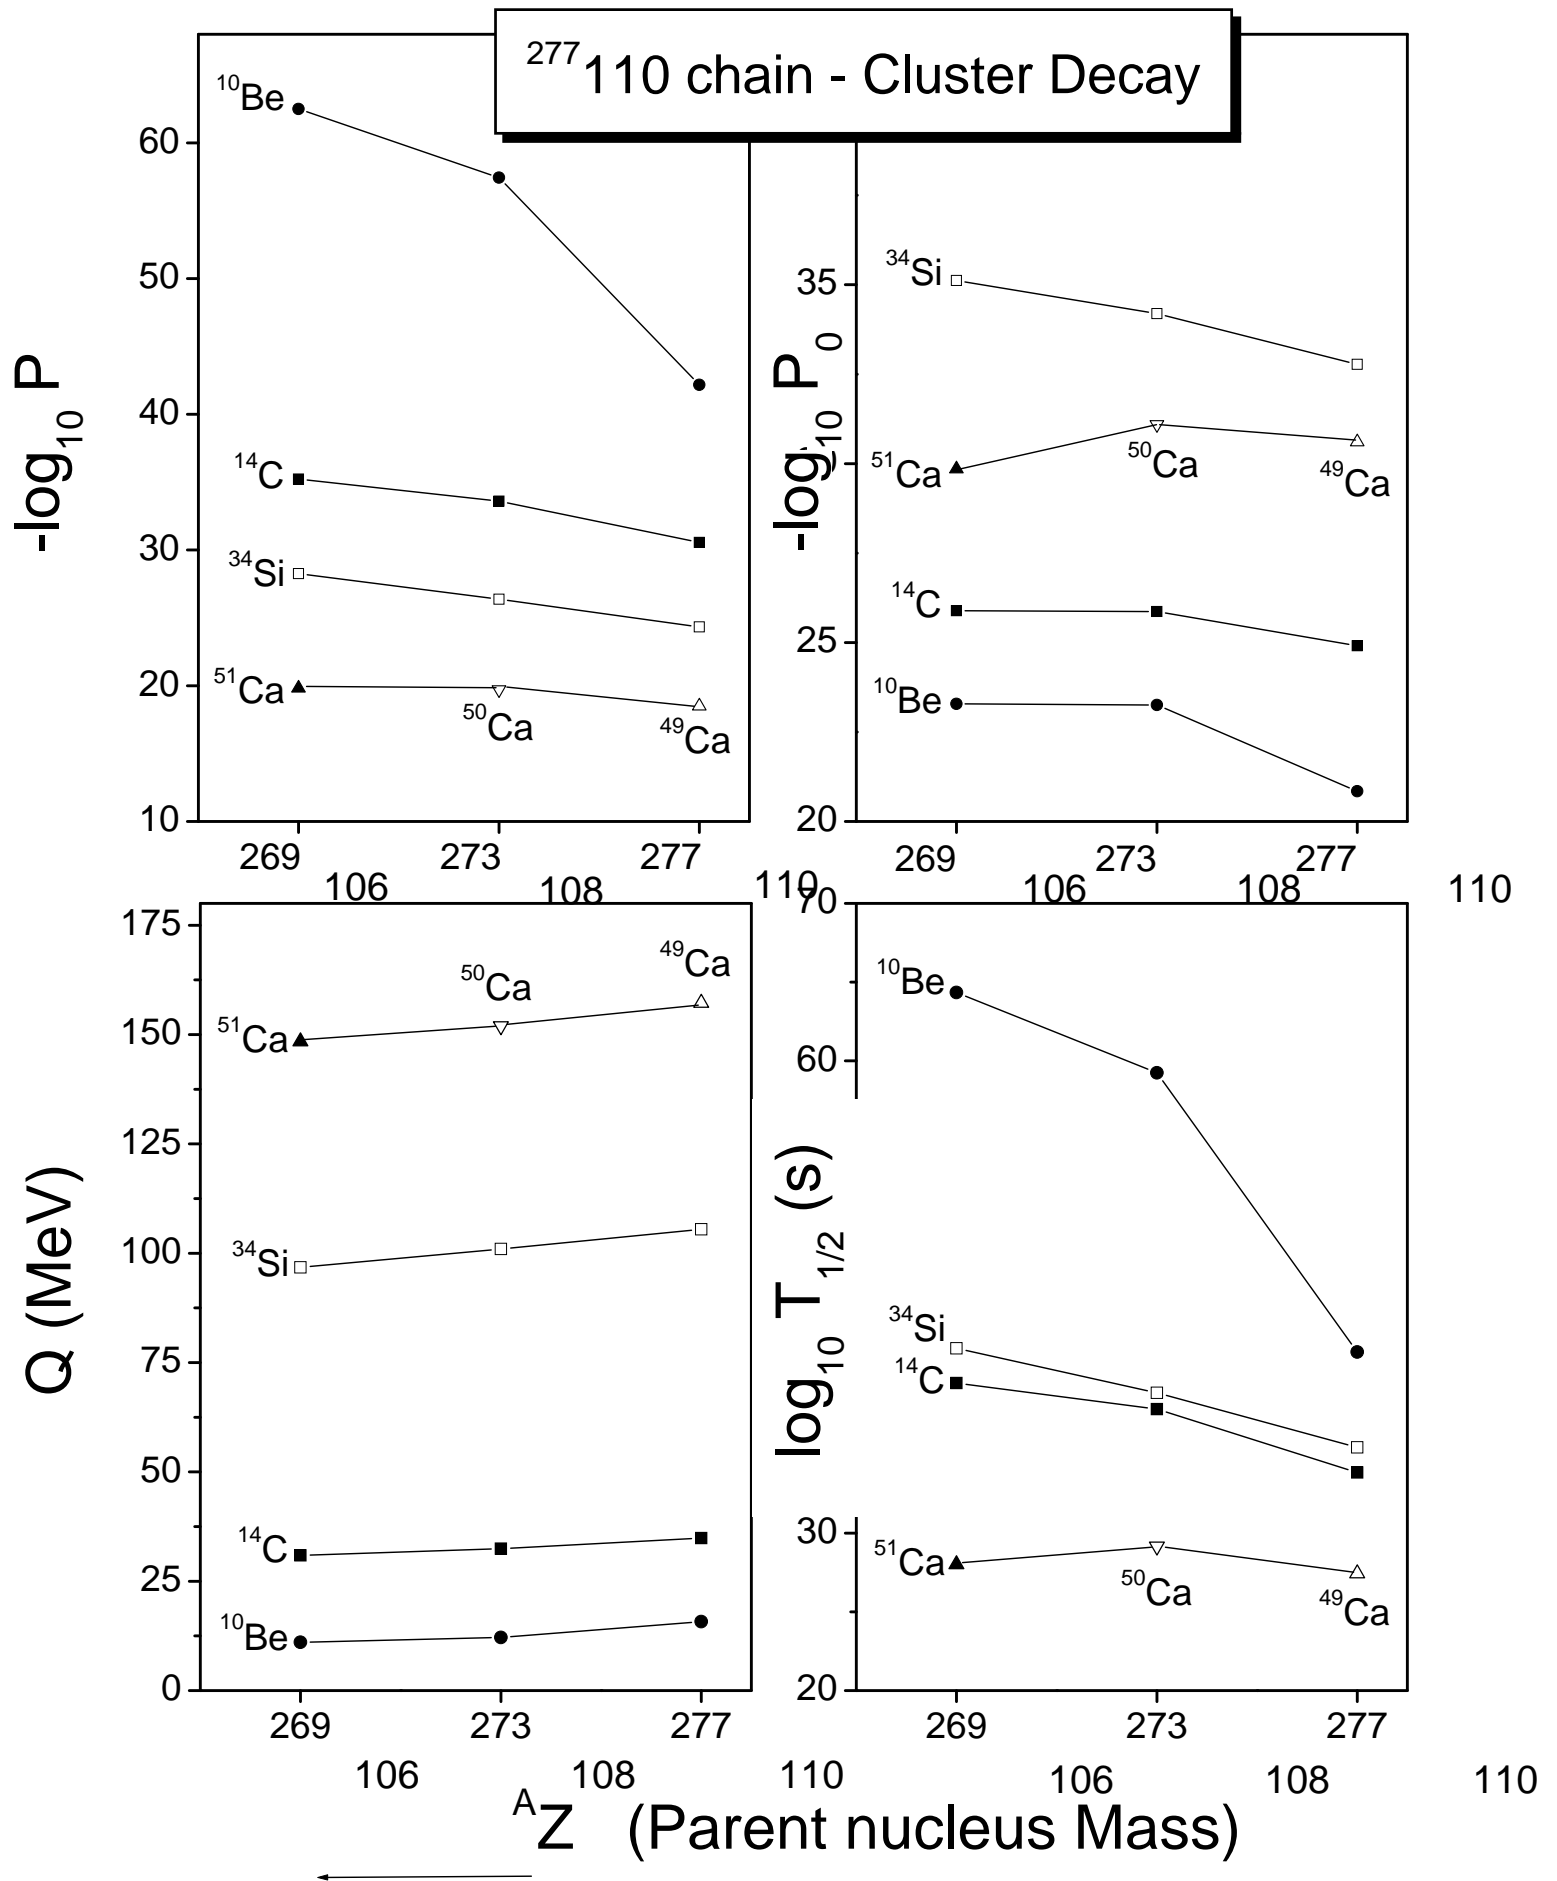 ²⁷⁷110 chain - Cluster Decay
-log₁₀ P
60
50
40
30
20
10
¹⁰Be
¹⁴C
³⁴Si
⁵¹Ca
⁵⁰Ca
⁴⁹Ca
269
273
277
106
108
110
-log₁₀ P₀
35
25
20
³⁴Si
⁵¹Ca
⁵⁰Ca
⁴⁹Ca
¹⁴C
¹⁰Be
269
273
277
106
108
110
Q (MeV)
175
150
125
100
75
50
25
0
⁵¹Ca
⁵⁰Ca
⁴⁹Ca
³⁴Si
¹⁴C
¹⁰Be
269
273
277
106
108
110
log₁₀ T₁/₂ (s)
70
60
30
20
¹⁰Be
³⁴Si
¹⁴C
⁵¹Ca
⁵⁰Ca
⁴⁹Ca
269
273
277
106
108
110
ᴬZ (Parent nucleus Mass)